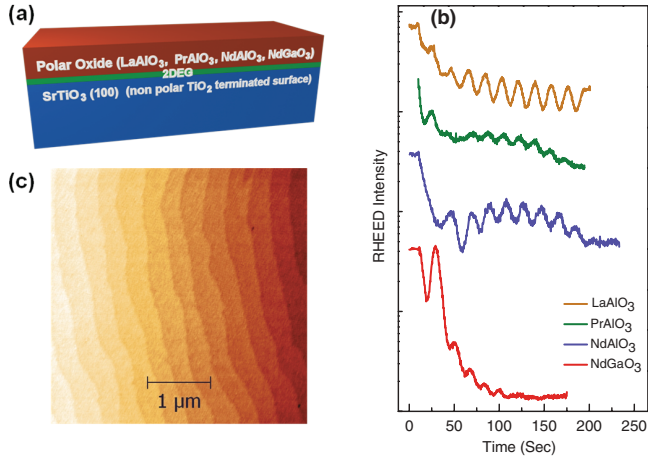 (a)
Polar Oxide (LaAlO₃, PrAlO₃, NdAlO₃, NdGaO₃)
2DEG
SrTiO₃ (100) (non polar TiO₂ terminated surface)
(c)
1 µm
(b)
RHEED Intensity
LaAlO₃
PrAlO₃
NdAlO₃
NdGaO₃
0 50 100 150 200 250
Time (Sec)